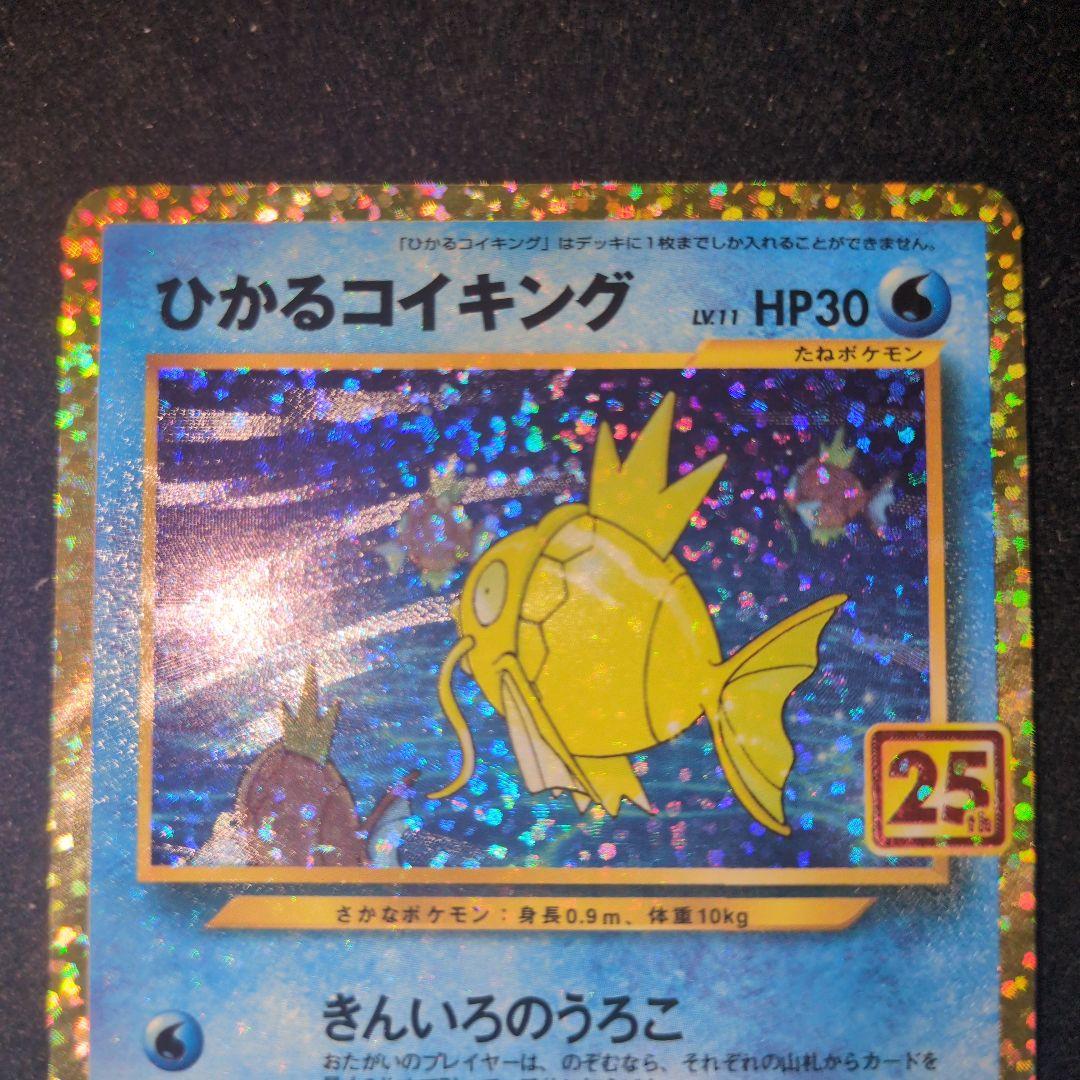 「ひかるコイキング」はデッキに1枚までしか入れることができません。
ひかるコイキング LV.11 HP30
たねポケモン
25TH
さかなポケモン:身長0.9m、体重10kg
きんいろのうろこ
おたがいのプレイヤーは、のぞむなら、それぞれの山札からカードを